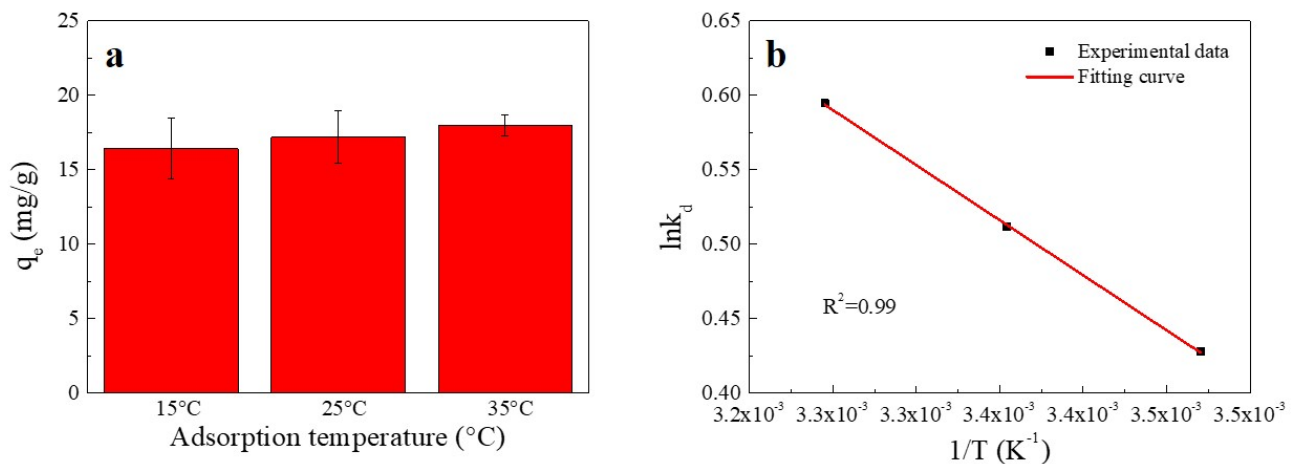 a
25
20
15
10
5
0
q_e (mg/g)
15°C 25°C 35°C
Adsorption temperature (°C)
b
Experimental data
Fitting curve
0.65
0.60
0.55
0.50
0.45
0.40
lnk_d
R²=0.99
3.2x10⁻³ 3.3x10⁻³ 3.3x10⁻³ 3.4x10⁻³ 3.4x10⁻³ 3.5x10⁻³ 3.5x10⁻³
1/T (K⁻¹)